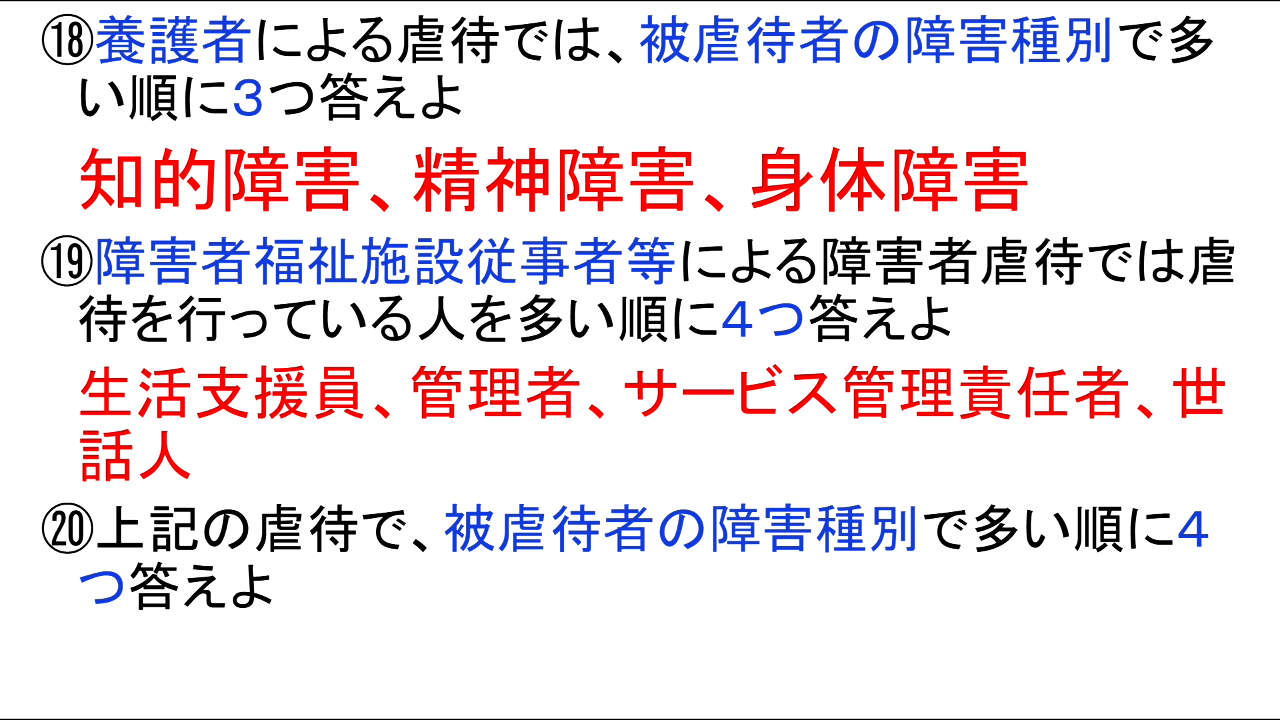 ⑱養護者による虐待では、被虐待者の障害種別で多
い順に３つ答えよ
知的障害、精神障害、身体障害
⑲障害者福祉施設従事者等による障害者虐待では虐
待を行っている人を多い順に４つ答えよ
生活支援員、管理者、サービス管理責任者、世
話人
⑳上記の虐待で、被虐待者の障害種別で多い順に４
つ答えよ